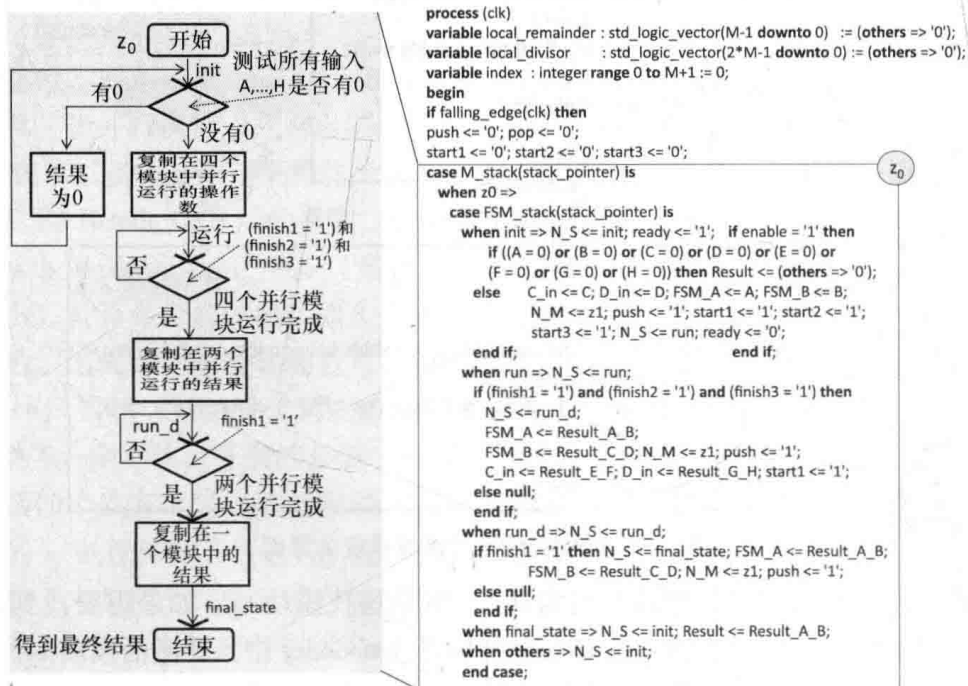 z0 开始
init
测试所有输入
A,...,H 是否有0
有0
没有0
结果
为0
复制在四个
模块中并行
运行的操作
数
运行
(finish1 = '1') 和
(finish2 = '1') 和
(finish3 = '1')
否
是
四个并行模
块运行完成
复制在两个
模块中并行
运行的结果
run_d
finish1 = '1'
否
是
两个并行模
块运行完成
复制在一
个模块中的
结果
final_state
得到最终结果 结束
process (clk)
variable local_remainder : std_logic_vector(M-1 downto 0) := (others => '0');
variable local_divisor : std_logic_vector(2*M-1 downto 0) := (others => '0');
variable index : integer range 0 to M+1 := 0;
begin
if falling_edge(clk) then
push <= '0'; pop <= '0';
start1 <= '0'; start2 <= '0'; start3 <= '0';
case M_stack(stack_pointer) is
z0
when z0 =>
case FSM_stack(stack_pointer) is
when init => N_S <= init; ready <= '1'; if enable = '1' then
if ((A = 0) or (B = 0) or (C = 0) or (D = 0) or (E = 0) or
(F = 0) or (G = 0) or (H = 0)) then Result <= (others => '0');
else C_in <= C; D_in <= D; FSM_A <= A; FSM_B <= B;
N_M <= z1; push <= '1'; start1 <= '1'; start2 <= '1';
start3 <= '1'; N_S <= run; ready <= '0';
end if; end if;
when run => N_S <= run;
if (finish1 = '1') and (finish2 = '1') and (finish3 = '1') then
N_S <= run_d;
FSM_A <= Result_A_B;
FSM_B <= Result_C_D; N_M <= z1; push <= '1';
C_in <= Result_E_F; D_in <= Result_G_H; start1 <= '1';
else null;
end if;
when run_d => N_S <= run_d;
if finish1 = '1' then N_S <= final_state; FSM_A <= Result_A_B;
FSM_B <= Result_C_D; N_M <= z1; push <= '1';
else null;
end if;
when final_state => N_S <= init; Result <= Result_A_B;
when others => N_S <= init;
end case;